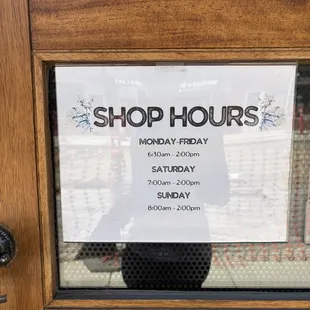 SHOP HOURS
MONDAY-FRIDAY
6:30am - 2:00pm
SATURDAY
7:00am - 2:00pm
SUNDAY
8:00am - 2:00pm